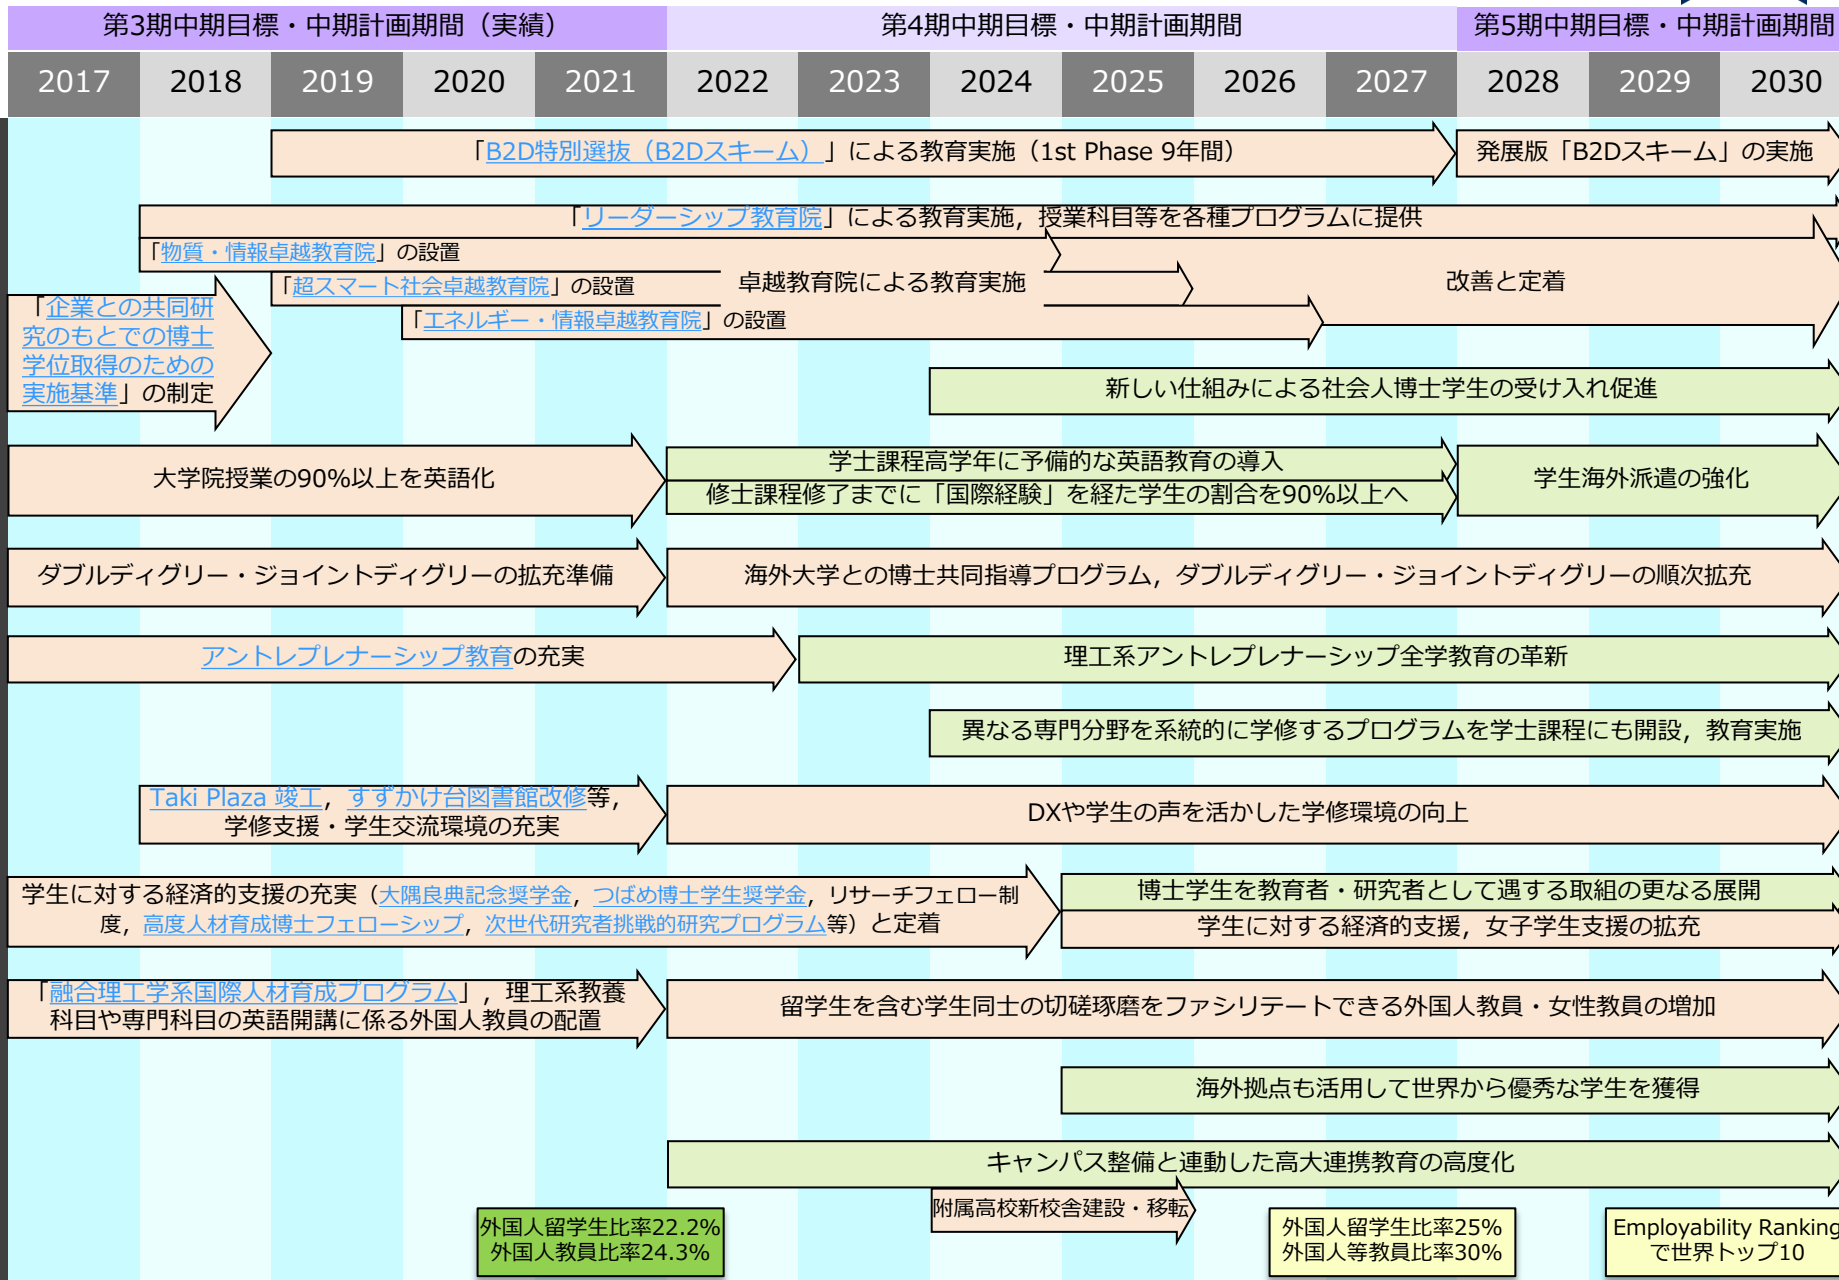 第3期中期目標・中期計画期間（実績）
第4期中期目標・中期計画期間
第5期中期目標・中期計画期間
2017 2018 2019 2020 2021 2022 2023 2024 2025 2026 2027 2028 2029 2030
「B2D特別選抜（B2Dスキーム）」による教育実施（1st Phase 9年間）
発展版「B2Dスキーム」の実施
「リーダーシップ教育院」による教育実施，授業科目等を各種プログラムに提供
「物質・情報卓越教育院」の設置
「超スマート社会卓越教育院」の設置
卓越教育院による教育実施
改善と定着
「エネルギー・情報卓越教育院」の設置
「企業との共同研
究のもとでの博士
学位取得のための
実施基準」の制定
新しい仕組みによる社会人博士学生の受け入れ促進
大学院授業の90%以上を英語化
学士課程高学年に予備的な英語教育の導入
修士課程修了までに「国際経験」を経た学生の割合を90%以上へ
学生海外派遣の強化
ダブルディグリー・ジョイントディグリーの拡充準備
海外大学との博士共同指導プログラム，ダブルディグリー・ジョイントディグリーの順次拡充
アントレプレナーシップ教育の充実
理工系アントレプレナーシップ全学教育の革新
異なる専門分野を系統的に学修するプログラムを学士課程にも開設，教育実施
Taki Plaza 竣工，すずかけ台図書館改修等，
学修支援・学生交流環境の充実
DXや学生の声を活かした学修環境の向上
学生に対する経済的支援の充実（大隅良典記念奨学金，つばめ博士学生奨学金，リサーチフェロー制
度，高度人材育成博士フェローシップ，次世代研究者挑戦的研究プログラム等）と定着
博士学生を教育者・研究者として遇する取組の更なる展開
学生に対する経済的支援，女子学生支援の拡充
「融合理工学系国際人材育成プログラム」，理工系教養
科目や専門科目の英語開講に係る外国人教員の配置
留学生を含む学生同士の切磋琢磨をファシリテートできる外国人教員・女性教員の増加
海外拠点も活用して世界から優秀な学生を獲得
キャンパス整備と連動した高大連携教育の高度化
附属高校新校舎建設・移転
外国人留学生比率22.2%
外国人教員比率24.3%
外国人留学生比率25%
外国人等教員比率30%
Employability Ranking
で世界トップ10